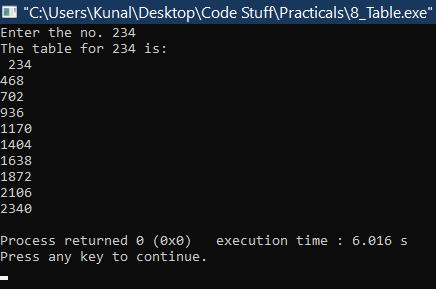 "C:\Users\Kunal\Desktop\Code Stuff\Practicals\8_Table.exe"
Enter the no. 234
The table for 234 is:
 234
468
702
936
1170
1404
1638
1872
2106
2340
Process returned 0 (0x0)   execution time : 6.016 s
Press any key to continue.